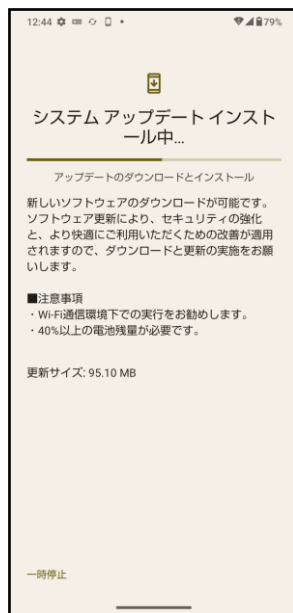 12:44
79%
システム アップデート インスト
ール中...
アップデートのダウンロードとインストール
新しいソフトウェアのダウンロードが可能です。
ソフトウェア更新により、セキュリティの強化
と、より快適にご利用いただくための改善が適用
されますので、ダウンロードと更新の実施をお願
いします。
■注意事項
・Wi-Fi通信環境下での実行をお勧めします。
・40%以上の電池残量が必要です。
更新サイズ: 95.10 MB
一時停止